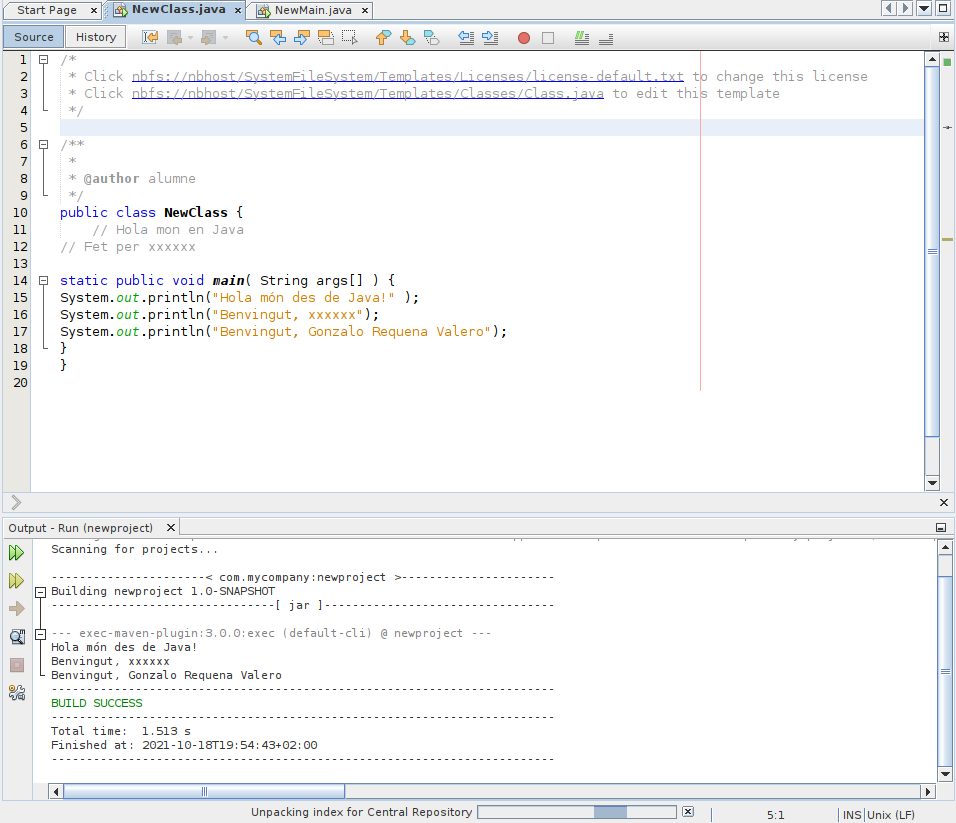 Start Page
NewClass.java
NewMain.java
Source
History
1 /*
2 * Click nbfs://nbhost/SystemFileSystem/Templates/Licenses/license-default.txt to change this license
3 * Click nbfs://nbhost/SystemFileSystem/Templates/Classes/Class.java to edit this template
4 */
5
6 /**
7 *
8 * @author alumne
9 */
10 public class NewClass {
11 // Hola mon en Java
12 // Fet per xxxxxx
13
14 static public void main( String args[] ) {
15 System.out.println("Hola món des de Java!" );
16 System.out.println("Benvingut, xxxxxx");
17 System.out.println("Benvingut, Gonzalo Requena Valero");
18 }
19 }
20
Output - Run (newproject)
Scanning for projects...
----------------------< com.mycompany:newproject >----------------------
Building newproject 1.0-SNAPSHOT
--------------------------------[ jar ]---------------------------------
--- exec-maven-plugin:3.0.0:exec (default-cli) @ newproject ---
Hola món des de Java!
Benvingut, xxxxxx
Benvingut, Gonzalo Requena Valero
------------------------------------------------------------------------
BUILD SUCCESS
------------------------------------------------------------------------
Total time:  1.513 s
Finished at: 2021-10-18T19:54:43+02:00
------------------------------------------------------------------------
Unpacking index for Central Repository
5:1
INS
Unix (LF)